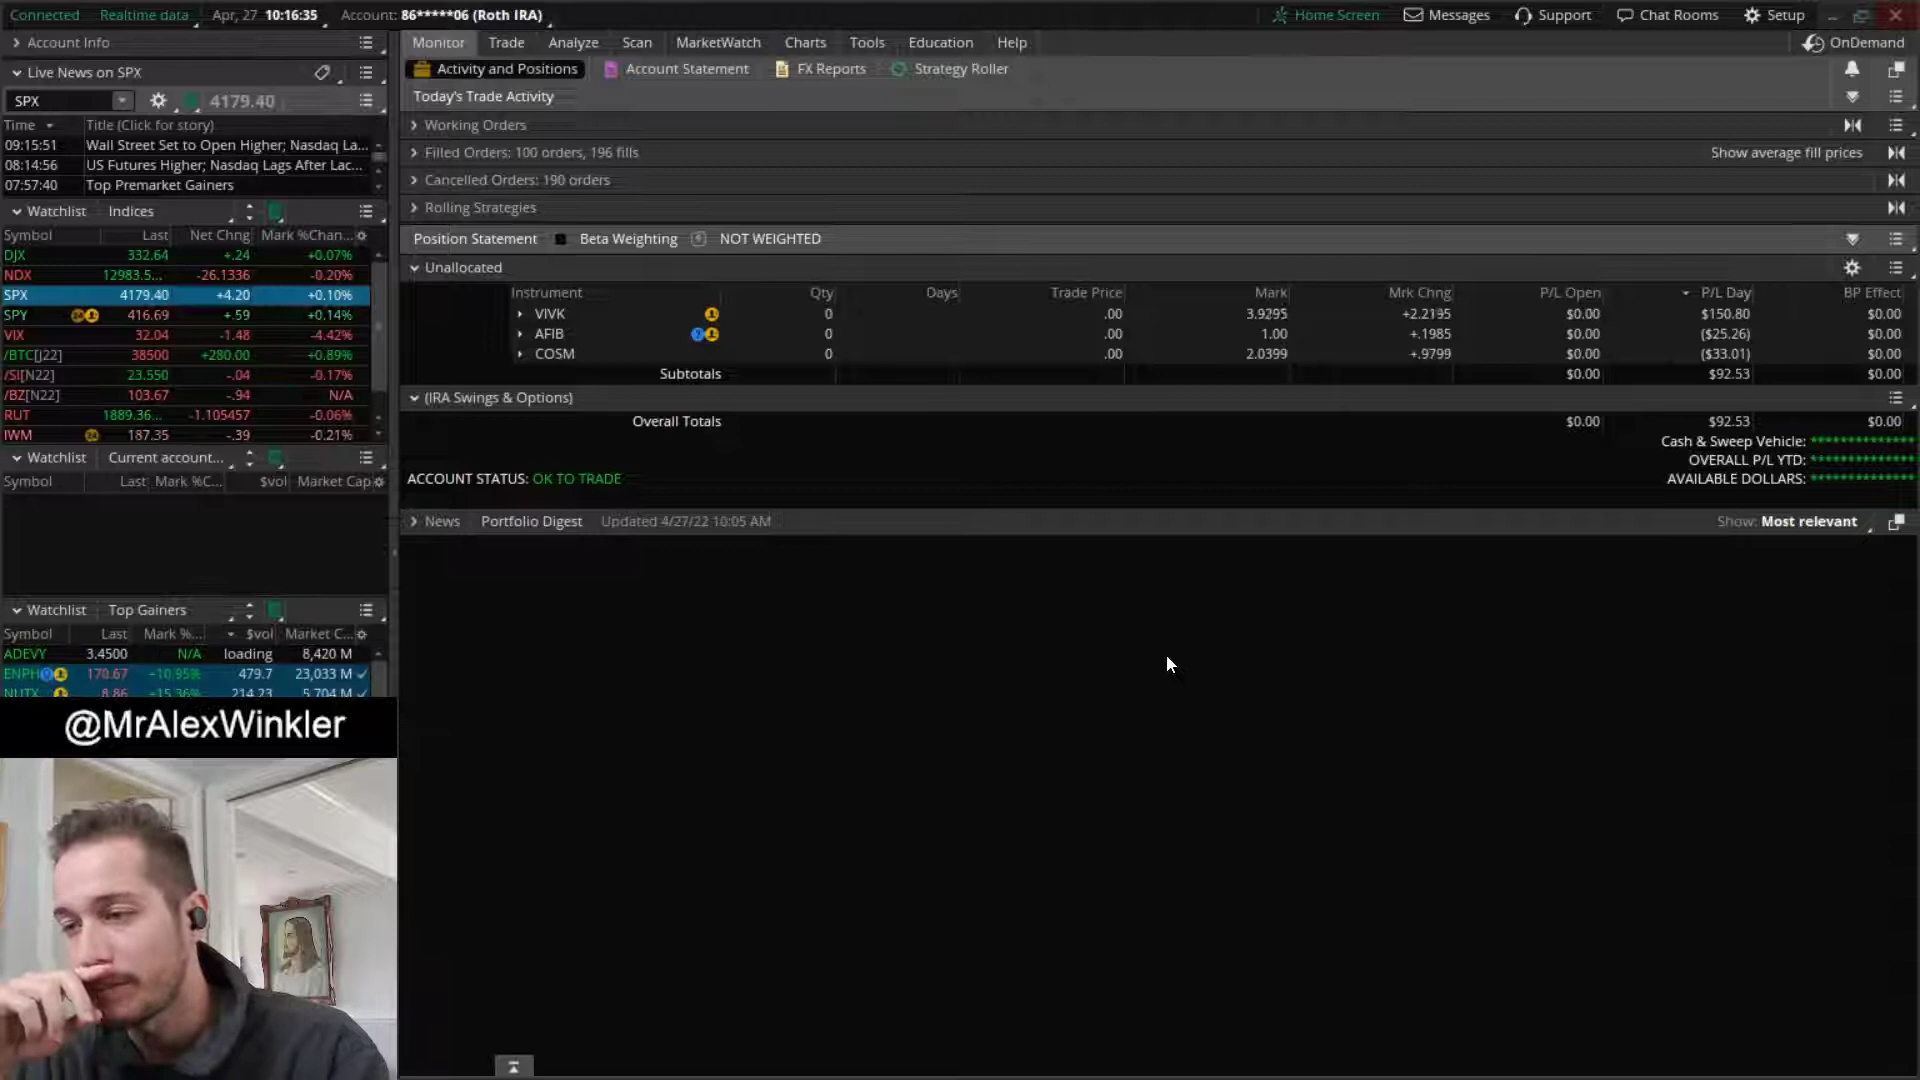 Connected Realtime data Apr, 27 10:16:35 Account: 86*****06 (Roth IRA) Home Screen Messages Support Chat Rooms Setup
Account Info
Monitor Trade Analyze Scan MarketWatch Charts Tools Education Help OnDemand
Live News on SPX
Activity and Positions Account Statement FX Reports Strategy Roller
SPX 4179.40
Today's Trade Activity
Time Title (Click for story)
09:15:51 Wall Street Set to Open Higher; Nasdaq La...
08:14:56 US Futures Higher; Nasdaq Lags After Lac...
07:57:40 Top Premarket Gainers
Working Orders
Filled Orders: 100 orders, 196 fills Show average fill prices
Cancelled Orders: 190 orders
Rolling Strategies
Watchlist Indices
Symbol Last Net Chng Mark %Chan...
DJX 332.64 +.24 +0.07%
NDX 12983.5... -26.1336 -0.20%
SPX 4179.40 +4.20 +0.10%
SPY 416.69 +.59 +0.14%
VIX 32.04 -1.48 -4.42%
/BTC[J22] 38500 +280.00 +0.89%
/SI[N22] 23.550 -.04 -0.17%
/BZ[N22] 103.67 -.94 N/A
RUT 1889.36... -1.105457 -0.06%
IWM 187.35 -.39 -0.21%
Position Statement Beta Weighting NOT WEIGHTED
Unallocated
Instrument Qty Days Trade Price Mark Mrk Chng P/L Open P/L Day BP Effect
VIVK 0 .00 3.9295 +2.2195 $0.00 $150.80 $0.00
AFIB 0 .00 1.00 +.1985 $0.00 ($25.26) $0.00
COSM 0 .00 2.0399 +.9799 $0.00 ($33.01) $0.00
Subtotals $0.00 $92.53 $0.00
(IRA Swings & Options)
Overall Totals $0.00 $92.53 $0.00
Cash & Sweep Vehicle: **************
OVERALL P/L YTD: **************
ACCOUNT STATUS: OK TO TRADE AVAILABLE DOLLARS: **************
Watchlist Current account...
Symbol Last Mark %C... $vol Market Cap
News Portfolio Digest Updated 4/27/22 10:05 AM Show: Most relevant
Watchlist Top Gainers
Symbol Last Mark %... $vol Market C...
ADEVY 3.4500 N/A loading 8,420 M
ENPH 170.67 +10.95% 479.7 23,033 M
NUTX 8.86 +15.36% 214.23 5,704 M
@MrAlexWinkler